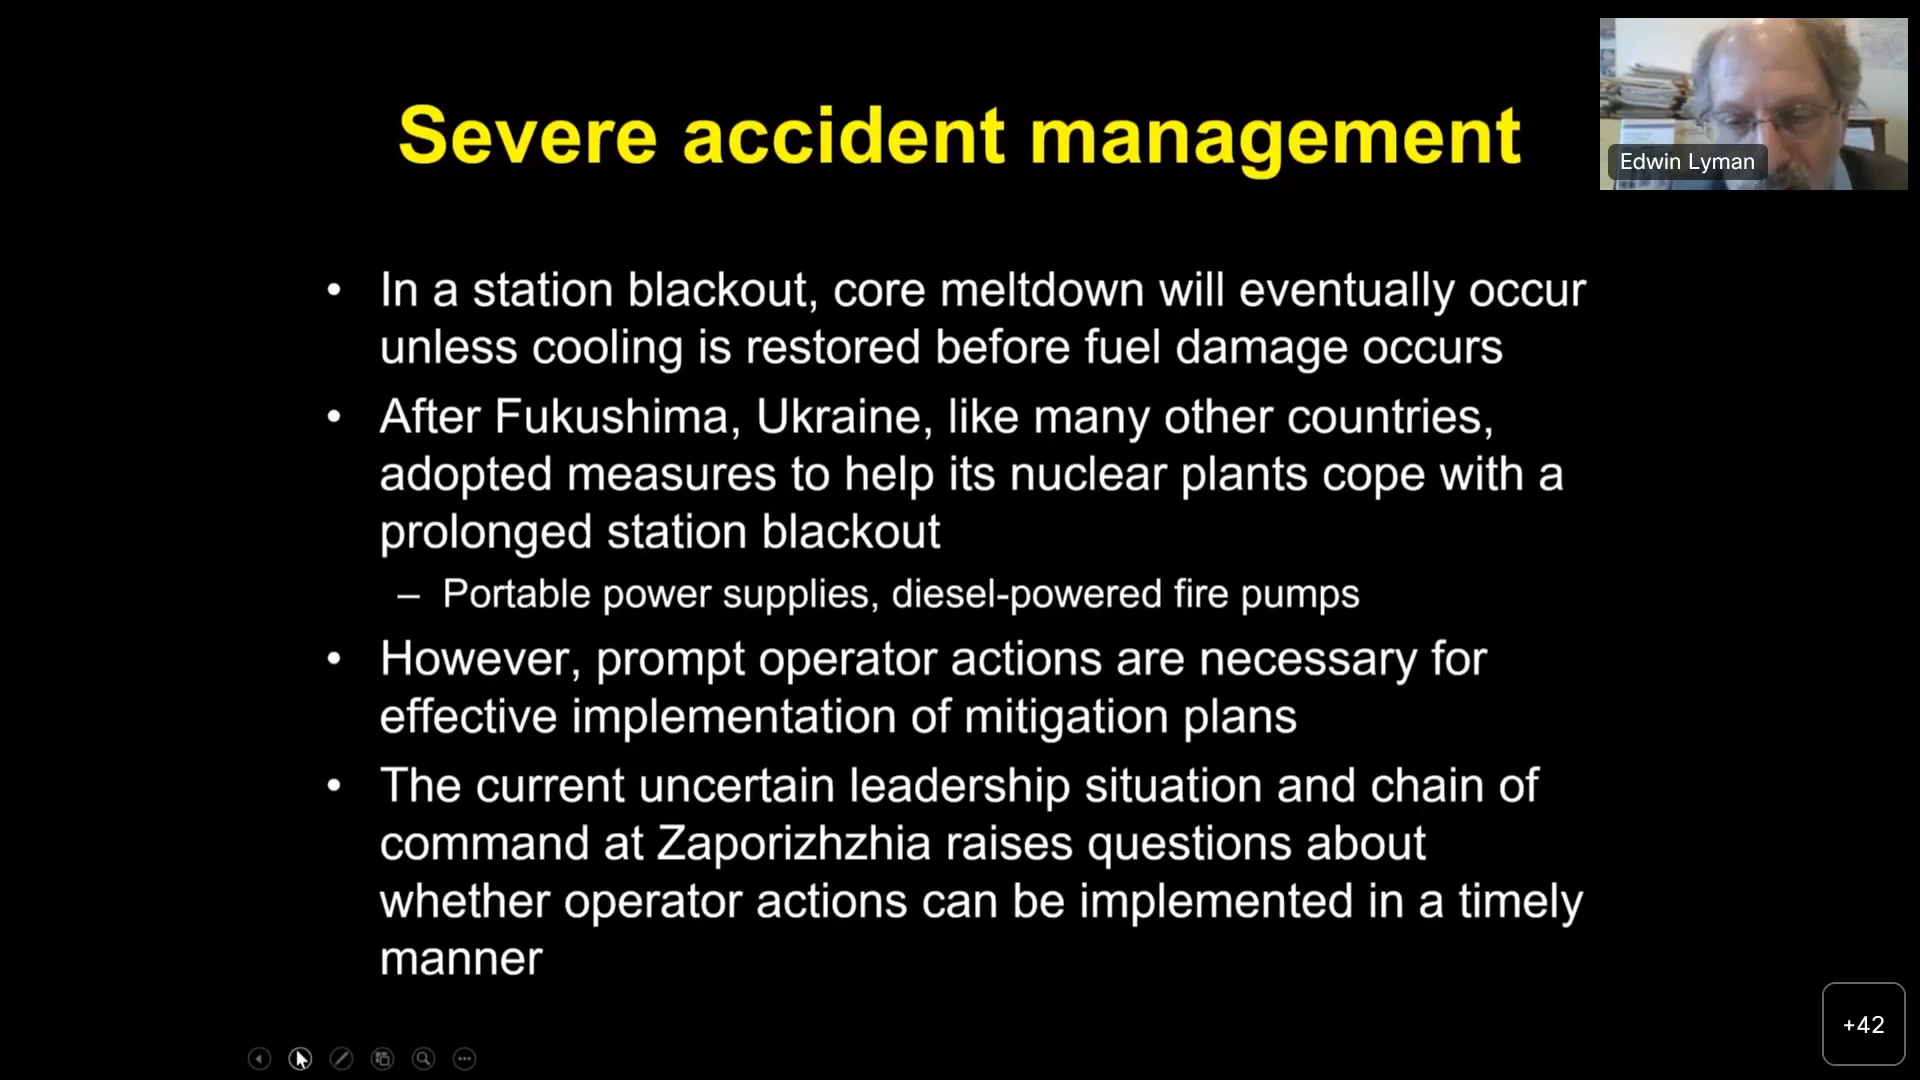 Severe accident management
Edwin Lyman
• In a station blackout, core meltdown will eventually occur
unless cooling is restored before fuel damage occurs
• After Fukushima, Ukraine, like many other countries,
adopted measures to help its nuclear plants cope with a
prolonged station blackout
– Portable power supplies, diesel-powered fire pumps
• However, prompt operator actions are necessary for
effective implementation of mitigation plans
• The current uncertain leadership situation and chain of
command at Zaporizhzhia raises questions about
whether operator actions can be implemented in a timely
manner
+42